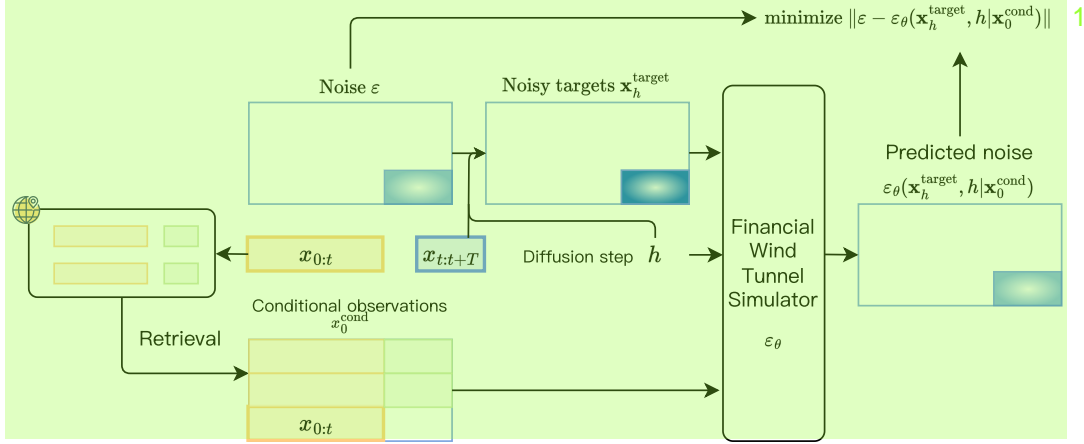 minimize ‖ε − ε_θ(x_h^target, h|x_0^cond)‖
1
Noise ε
Noisy targets x_h^target
Predicted noise
ε_θ(x_h^target, h|x_0^cond)
x_{0:t}
x_{t:t+T}
Diffusion step h
Financial
Wind
Tunnel
Simulator
ε_θ
Conditional observations
x_0^cond
Retrieval
x_{0:t}